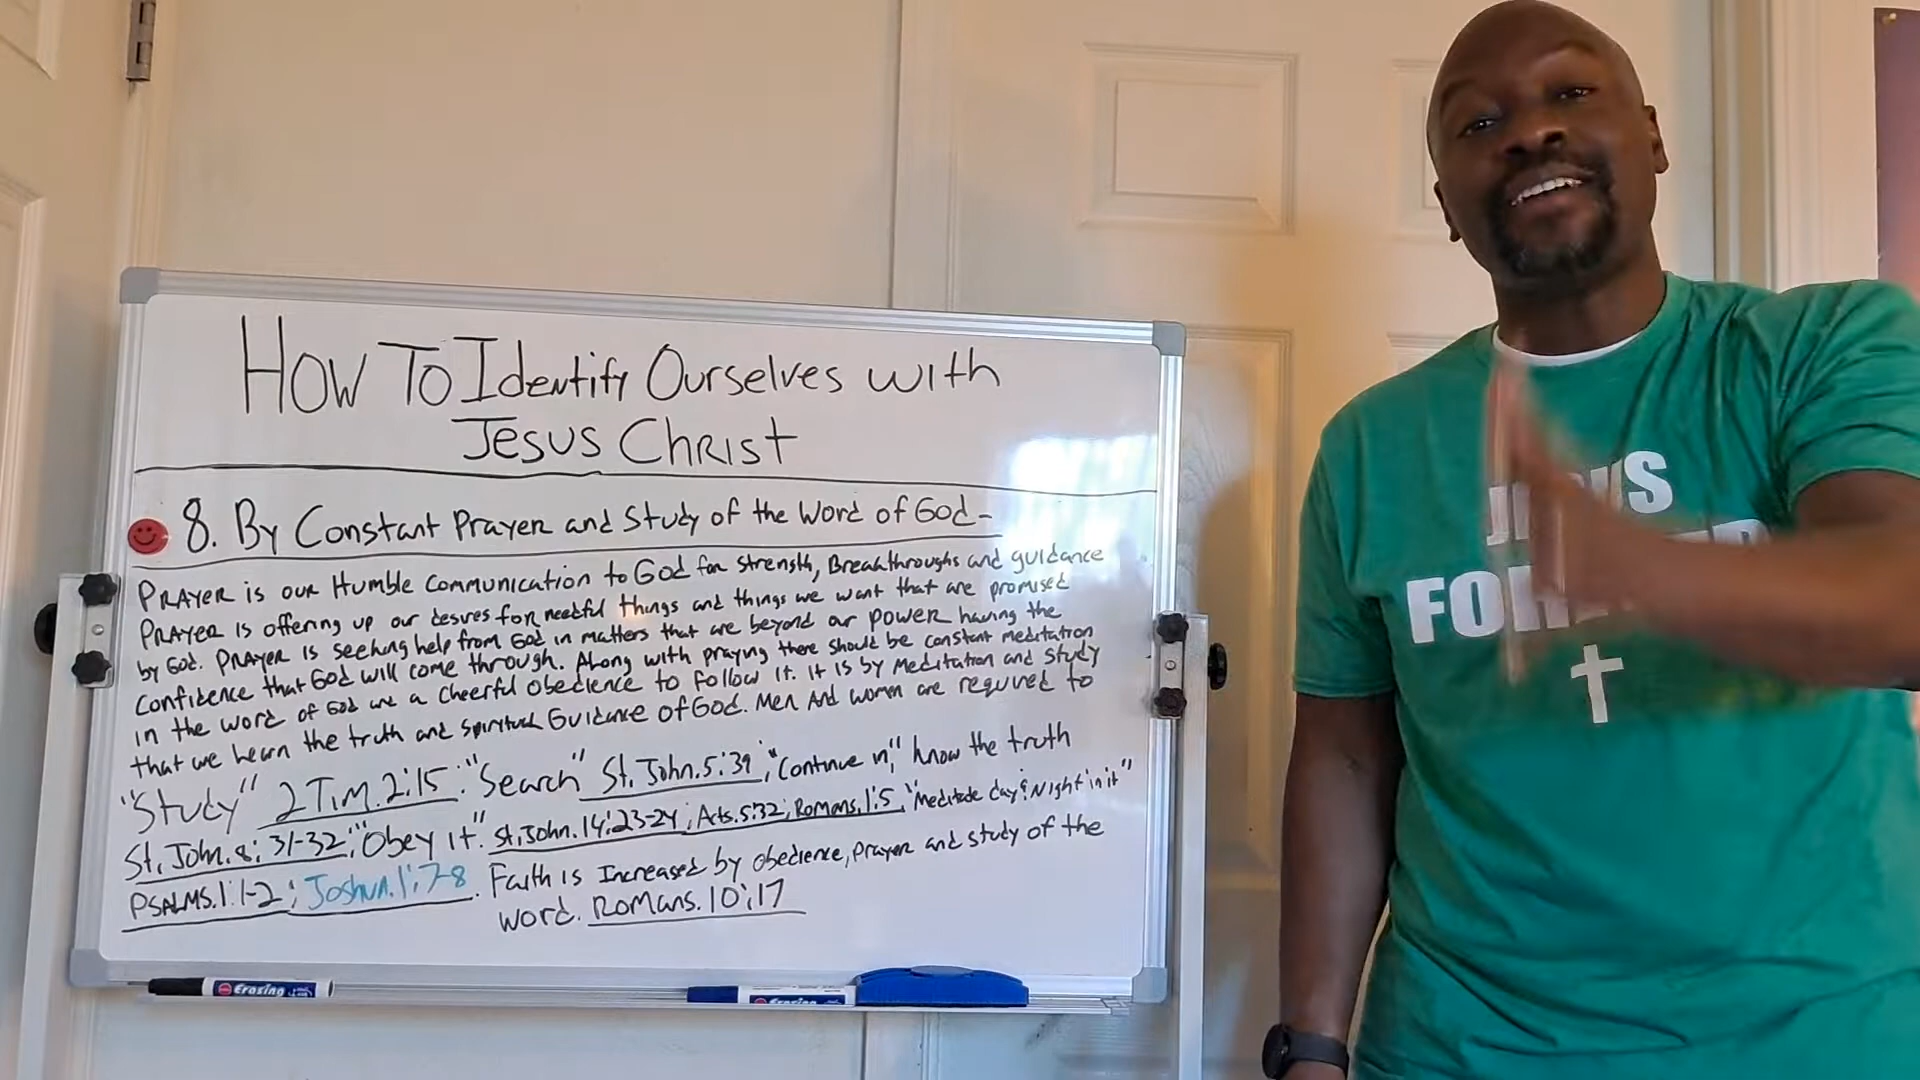 How To Identify Ourselves with
Jesus Christ
8. By Constant Prayer and Study of the Word of God-
Prayer is our Humble Communication to God for strength, Breakthroughs and guidance
Prayer is offering up our desires for needful things and things we want that are promised
by God. Prayer is seeking help from God in matters that are beyond our power having the
Confidence that God will come through. Along with praying there should be constant meditation
in the word of God and a cheerful obedience to follow it. it is by Meditation and Study
that we learn the truth and Spiritual Guidance of God. Men And women are required to
"Study" 2 Tim. 2:15: "Search" St. John. 5:39; "Continue in," know the truth
St. John. 8:31-32; "Obey it". St. John. 14:23-24; Acts. 5:32; Romans. 1:5, "Meditate day & Night in it"
Psalms. 1:1-2; Joshua. 1:7-8. Faith is Increased by obedience, prayer and study of the
word. Romans. 10:17
Erasing
Erasing